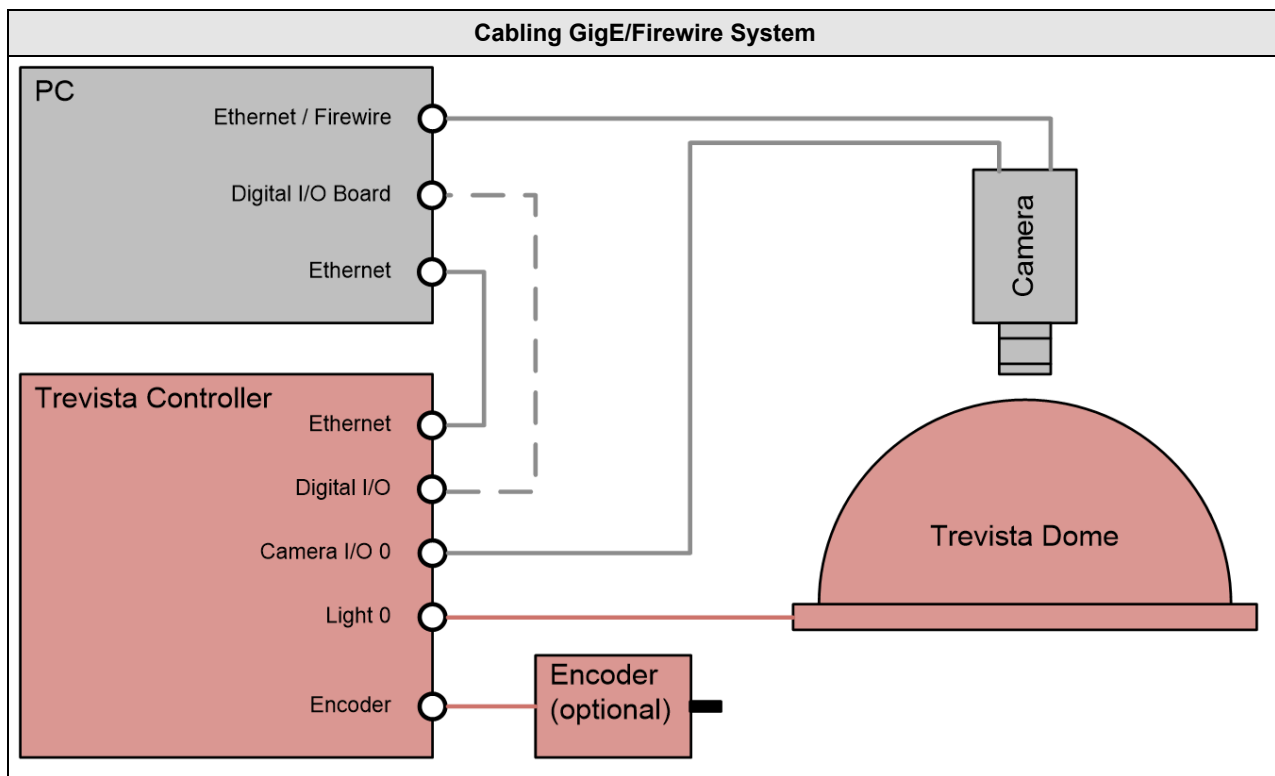 Cabling GigE/Firewire System
PC
Ethernet / Firewire
Digital I/O Board
Ethernet
Camera
Trevista Controller
Ethernet
Digital I/O
Camera I/O 0
Light 0
Encoder
Trevista Dome
Encoder
(optional)